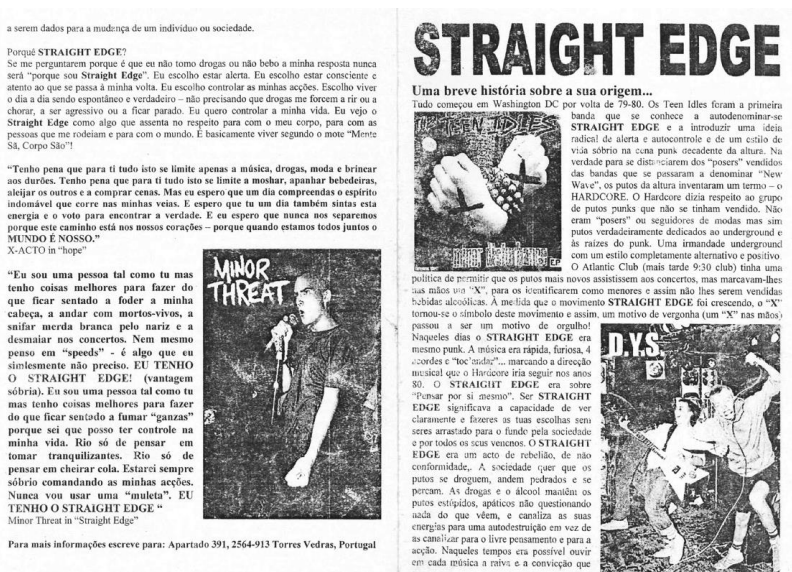 a serem dados para a mudança de um indivíduo ou sociedade.
Porquê STRAIGHT EDGE?
Se me perguntarem porque é que eu não tomo drogas ou não bebo a minha resposta nunca
será “porque sou Straight Edge”. Eu escolho estar alerta. Eu escolho estar consciente e
atento ao que se passa à minha volta. Eu escolho controlar as minhas acções. Escolho viver
o dia a dia sendo espontâneo e verdadeiro – não precisando que drogas me forcem a rir ou a
chorar, a ser agressivo ou a ficar parado. Eu quero controlar a minha vida. Eu vejo o
Straight Edge como algo que assenta no respeito para com o meu corpo, para com as
pessoas que me rodeiam e para com o mundo. É basicamente viver segundo o mote “Mente
Sã, Corpo São”!
“Tenho pena que para ti tudo isto se limite apenas a música, drogas, moda e brincar
aos durões. Tenho pena que para ti tudo isto se limite a moshar, apanhar bebedeiras,
aleijar os outros e a comprar cenas. Mas eu espero que um dia compreendas o espírito
indomável que corre nas minhas veias. E espero que tu um dia também sintas esta
energia e o voto para encontrar a verdade. E eu espero que nunca nos separemos
porque este caminho está nos nossos corações – porque quando estamos todos juntos o
MUNDO É NOSSO.”
X-ACTO in “hope”
“Eu sou uma pessoa tal como tu mas
tenho coisas melhores para fazer do
que ficar sentado a foder a minha
cabeça, a andar com mortos-vivos, a
snifar merda branca pelo nariz e a
desmaiar nos concertos. Nem mesmo
penso em “speeds” - é algo que eu
simlesmente não preciso. EU TENHO
O STRAIGHT EDGE! (vantagem
sóbria). Eu sou uma pessoa tal como tu
mas tenho coisas melhores para fazer
do que ficar sentado a fumar “ganzas”
porque sei que posso ter controle na
minha vida. Rio só de pensar em
tomar tranquilizantes. Rio só de
pensar em cheirar cola. Estarei sempre
sóbrio comandando as minhas acções.
Nunca vou usar uma “muleta”. EU
TENHO O STRAIGHT EDGE “
Minor Threat in “Straight Edge”
MINOR
THREAT
Para mais informações escreve para: Apartado 391, 2564-913 Torres Vedras, Portugal
STRAIGHT EDGE
Uma breve história sobre a sua origem...
Tudo começou em Washington DC por volta de 79-80. Os Teen Idles foram a primeira
banda que se conhece a autodenominar-se
STRAIGHT EDGE e a introduzir uma ideia
radical de alerta e autocontrole e de um estilo de
vida sóbrio na cena punk decadente da altura. Na
verdade para se distanciarem dos “posers” vendidos
das bandas que se passaram a denominar “New
Wave”, os putos da altura inventaram um termo – o
HARDCORE. O Hardcore dizia respeito ao grupo
de putos punks que não se tinham vendido. Não
eram “posers” ou seguidores de modas mas sim
putos verdadeiramente dedicados ao underground e
às raízes do punk. Uma irmandade underground
com um estilo completamente alternativo e positivo.
O Atlantic Club (mais tarde 9:30 club) tinha uma
política de permitir que os putos mais novos assistissem aos concertos, mas marcavam-lhes
nas mãos um “X”, para os identificarem como menores e assim não lhes serem vendidas
bebidas alcoólicas. À medida que o movimento STRAIGHT EDGE foi crescendo, o “X”
tornou-se o símbolo deste movimento e assim, um motivo de vergonha (um “X” nas mãos)
passou a ser um motivo de orgulho!
Naqueles dias o STRAIGHT EDGE era
mesmo punk. A música era rápida, furiosa, 4
acordes e “toc'andar”... marcando a direcção
musical que o Hardcore iria seguir nos anos
80. O STRAIGHT EDGE era sobre
“Pensar por si mesmo”. Ser STRAIGHT
EDGE significava a capacidade de ver
claramente e fazeres as tuas escolhas sem
seres arrastado para o fundo pela sociedade
e por todos os seus venenos. O STRAIGHT
EDGE era um acto de rebelião, de não
conformidade,. A sociedade quer que os
putos se droguem, andem pedrados e se
percam. As drogas e o álcool mantêm os
putos estúpidos, apáticos não questionando
nada do que vêem, e canaliza as suas
energias para uma autodestruição em vez de
as canalizar para o livre pensamento e para a
acção. Naqueles tempos era possível ouvir
em cada música a raiva e a convicção que
TEEN IDLES
E.P.
D.Y.S.